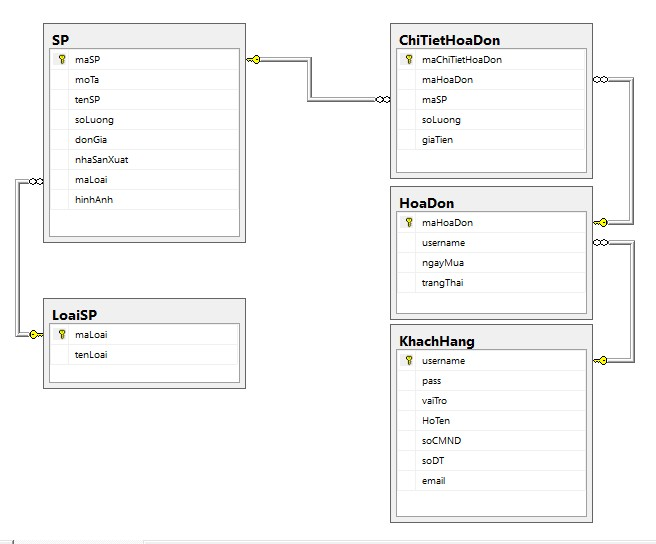 SP
maSP
moTa
tenSP
soLuong
donGia
nhaSanXuat
maLoai
hinhAnh
LoaiSP
maLoai
tenLoai
ChiTietHoaDon
maChiTietHoaDon
maHoaDon
maSP
soLuong
giaTien
HoaDon
maHoaDon
username
ngayMua
trangThai
KhachHang
username
pass
vaiTro
HoTen
soCMND
soDT
email